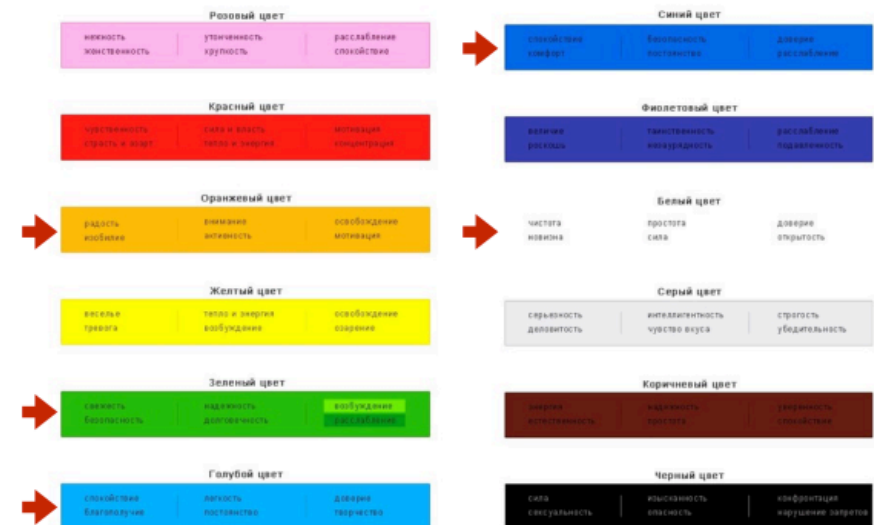 Розовый цвет
нежность утонченность расслабление
женственность хрупкость спокойствие
Красный цвет
чувственность сила и власть мотивация
страсть и азарт тепло и энергия концентрация
Оранжевый цвет
радость внимание освобождение
изобилие активность мотивация
Желтый цвет
веселье тепло и энергия освобождение
тревога возбуждение озарение
Зеленый цвет
свежесть надежность возбуждение
безопасность долговечность расслабление
Голубой цвет
спокойствие легкость доверие
благополучие постоянство творчество
Синий цвет
спокойствие безопасность доверие
комфорт постоянство расслабление
Фиолетовый цвет
величие таинственность расслабление
роскошь незаурядность подавленность
Белый цвет
чистота простота доверие
новизна сила открытость
Серый цвет
серьезность интеллигентность строгость
деловитость чувство вкуса убедительность
Коричневый цвет
энергия надежность уверенность
естественность простота спокойствие
Черный цвет
сила изысканность конфронтация
сексуальность опасность нарушение запретов